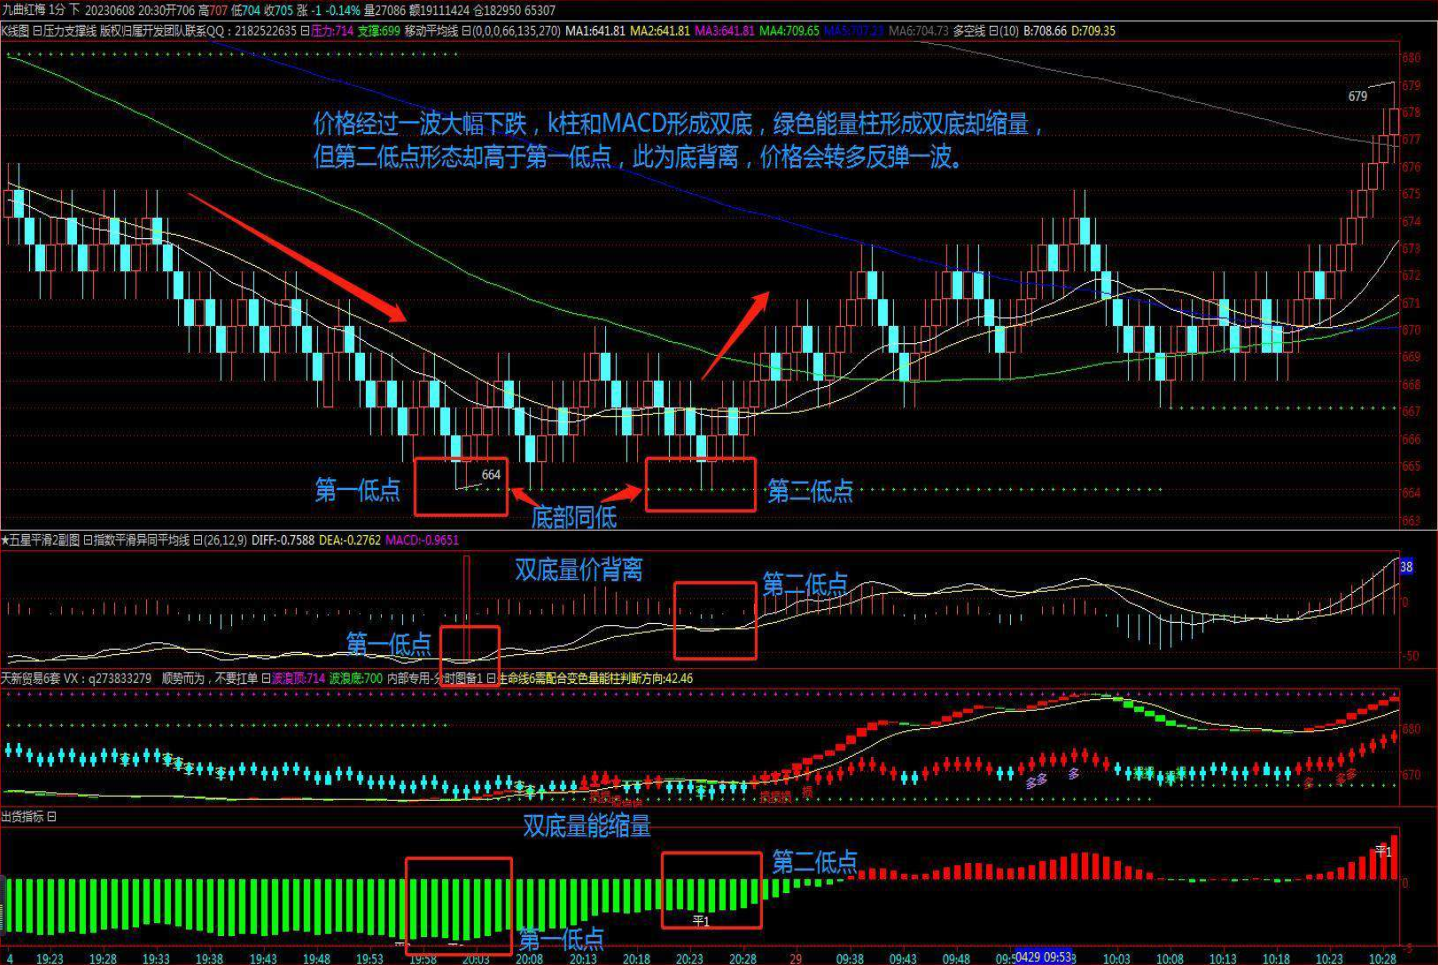 九曲红梅 1分 下 20230608 20:30开706 高707 低704 收705 涨 -1 -0.14% 量27086 额19111424 仓182950 65307
K线图 日压力支撑线 版权归属开发团队联系QQ：2182522635 日压力:714 支撑:699 移动平均线 日(0,0,0,66,135,270) MA1:641.81 MA2:641.81 MA3:641.81 MA4:709.65 MA5:707.23 MA6:704.73 多空线 日(10) B:708.66 D:709.35
680
679
679
678
价格经过一波大幅下跌，k柱和MACD形成双底，绿色能量柱形成双底却缩量，
677
但第二低点形态却高于第一低点，此为底背离，价格会转多反弹一波。
676
675
674
673
672
671
670
669
668
667
666
665
664
第一低点
第二低点
664
底部同低
663
★五星平滑2副图 日指数平滑异同平均线 日(26,12,9) DIFF:-0.7588 DEA:-0.2762 MACD:-0.9651
双底量价背离
38
第二低点
0
第一低点
-50
天新贸易6套 VX：q273833279 顺势而为，不要扛单 日波浪顶:714 波浪底:700 内部专用-分时图备1 日生命线6需配合变色量能柱判断方向:42.46
680
670
多多
多
多
多多
出货指标 日
双底量能缩量
平1
第二低点
0
平1
第一低点
-5
4 19:23 19:28 19:33 19:38 19:43 19:48 19:53 19:58 20:03 20:08 20:13 20:18 20:23 20:28 29 09:38 09:43 09:48 0429 09:53 10:03 10:08 10:13 10:18 10:23 10:28